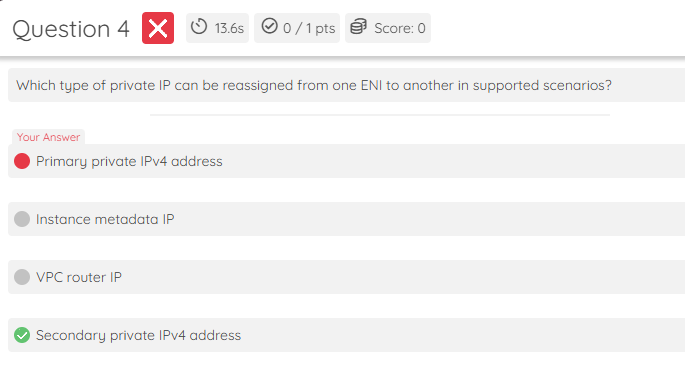 Question 4 13.6s 0 / 1 pts Score: 0
Which type of private IP can be reassigned from one ENI to another in supported scenarios?
Your Answer
Primary private IPv4 address
Instance metadata IP
VPC router IP
Secondary private IPv4 address